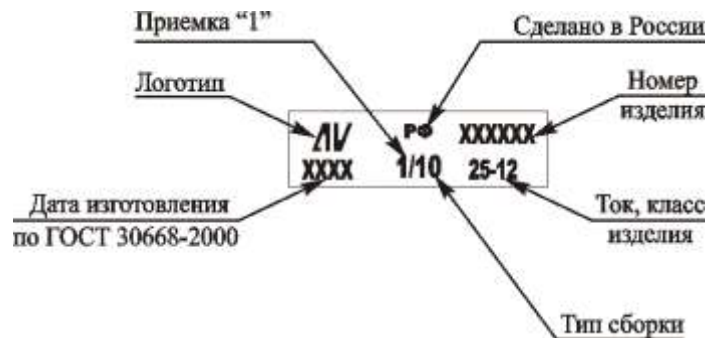 Приемка “1”
Сделано в России
Логотип
Номер
изделия
РФ XXXXXX
XXXX 1/10 25-12
Дата изготовления
по ГОСТ 30668-2000
Ток, класс
изделия
Тип сборки